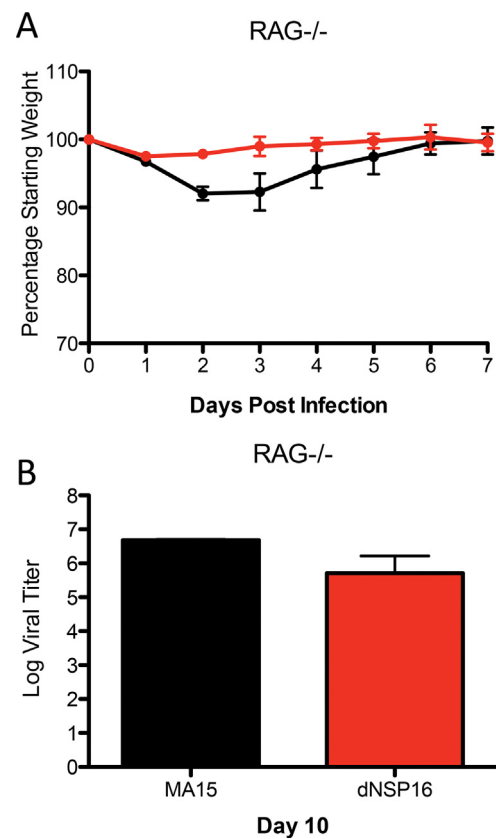 A
RAG-/-
Percentage Starting Weight
110
100
90
80
70
0 1 2 3 4 5 6 7
Days Post Infection
B
RAG-/-
Log Viral Titer
8
7
6
5
4
3
2
1
0
MA15 dNSP16
Day 10